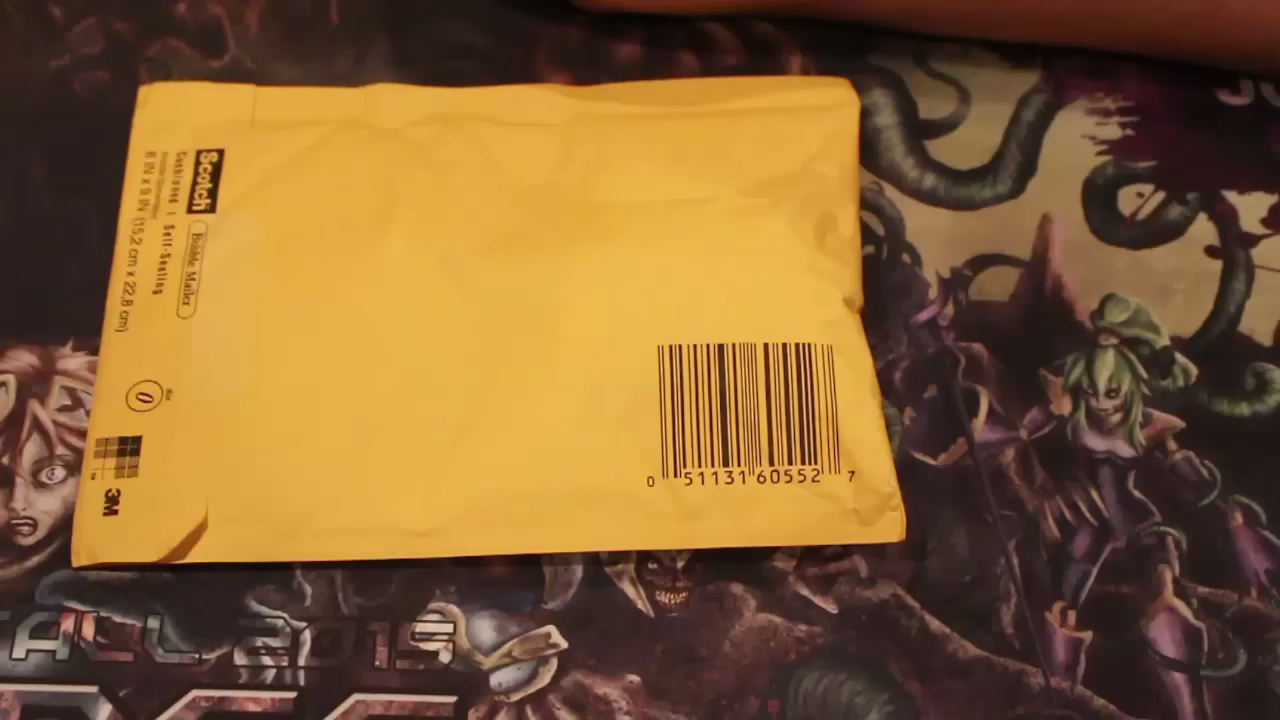 Scotch
Bubble Mailer
Cushioned | Self-Sealing
6 IN x 9 IN (15,2 cm x 22,8 cm)
0
3M
0 51131 60552 7
FALL 2015